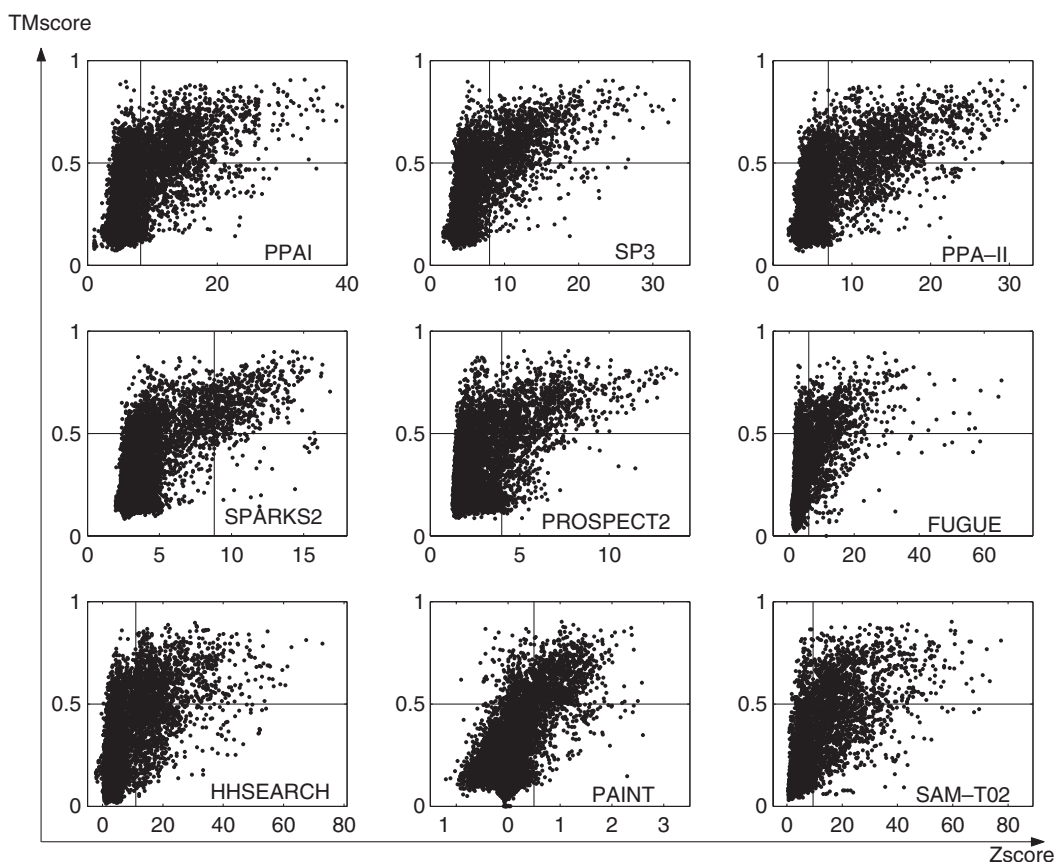 TMscore
1
0.5
0
PPAI
0 20 40
1
0.5
0
SP3
0 10 20 30
1
0.5
0
PPA–II
0 10 20 30
1
0.5
0
SPARKS2
0 5 10 15
1
0.5
0
PROSPECT2
0 5 10
1
0.5
0
FUGUE
0 20 40 60
1
0.5
0
HHSEARCH
0 20 40 60 80
1
0.5
0
PAINT
1 0 1 2 3
1
0.5
0
SAM–T02
0 20 40 60 80
Zscore